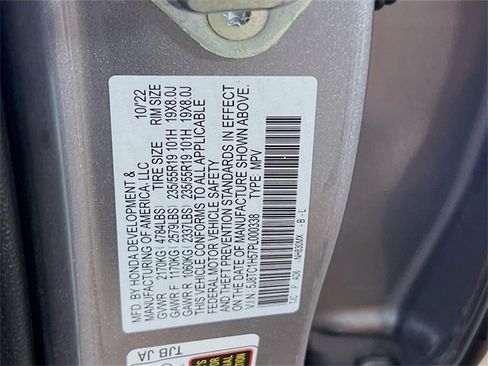 MFD. BY HONDA DEVELOPMENT &
MANUFACTURING OF AMERICA, LLC 10/22
TIRE SIZE RIM SIZE
GVWR 2170KG 4784LBS
GAWR F 1170KG 2579LBS 235/55R19 101H 19X8.0J
GAWR R 1060KG 2337LBS 235/55R19 101H 19X8.0J
THIS VEHICLE CONFORMS TO ALL APPLICABLE
FEDERAL MOTOR VEHICLE SAFETY
AND THEFT PREVENTION STANDARDS IN EFFECT
ON THE DATE OF MANUFACTURE SHOWN ABOVE.
V.I.N. 5J8TC1H57PL000338 TYPE: MPV
NH830MX - B - L
TJB JA